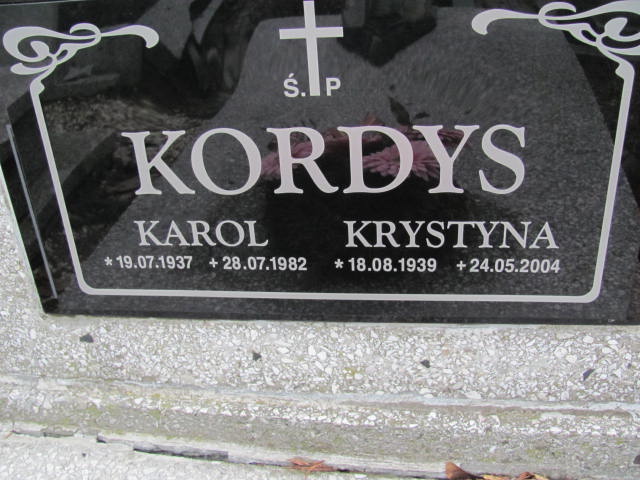 Ś. P
KORDYS
KAROL KRYSTYNA
* 19.07.1937 + 28.07.1982 * 18.08.1939 + 24.05.2004